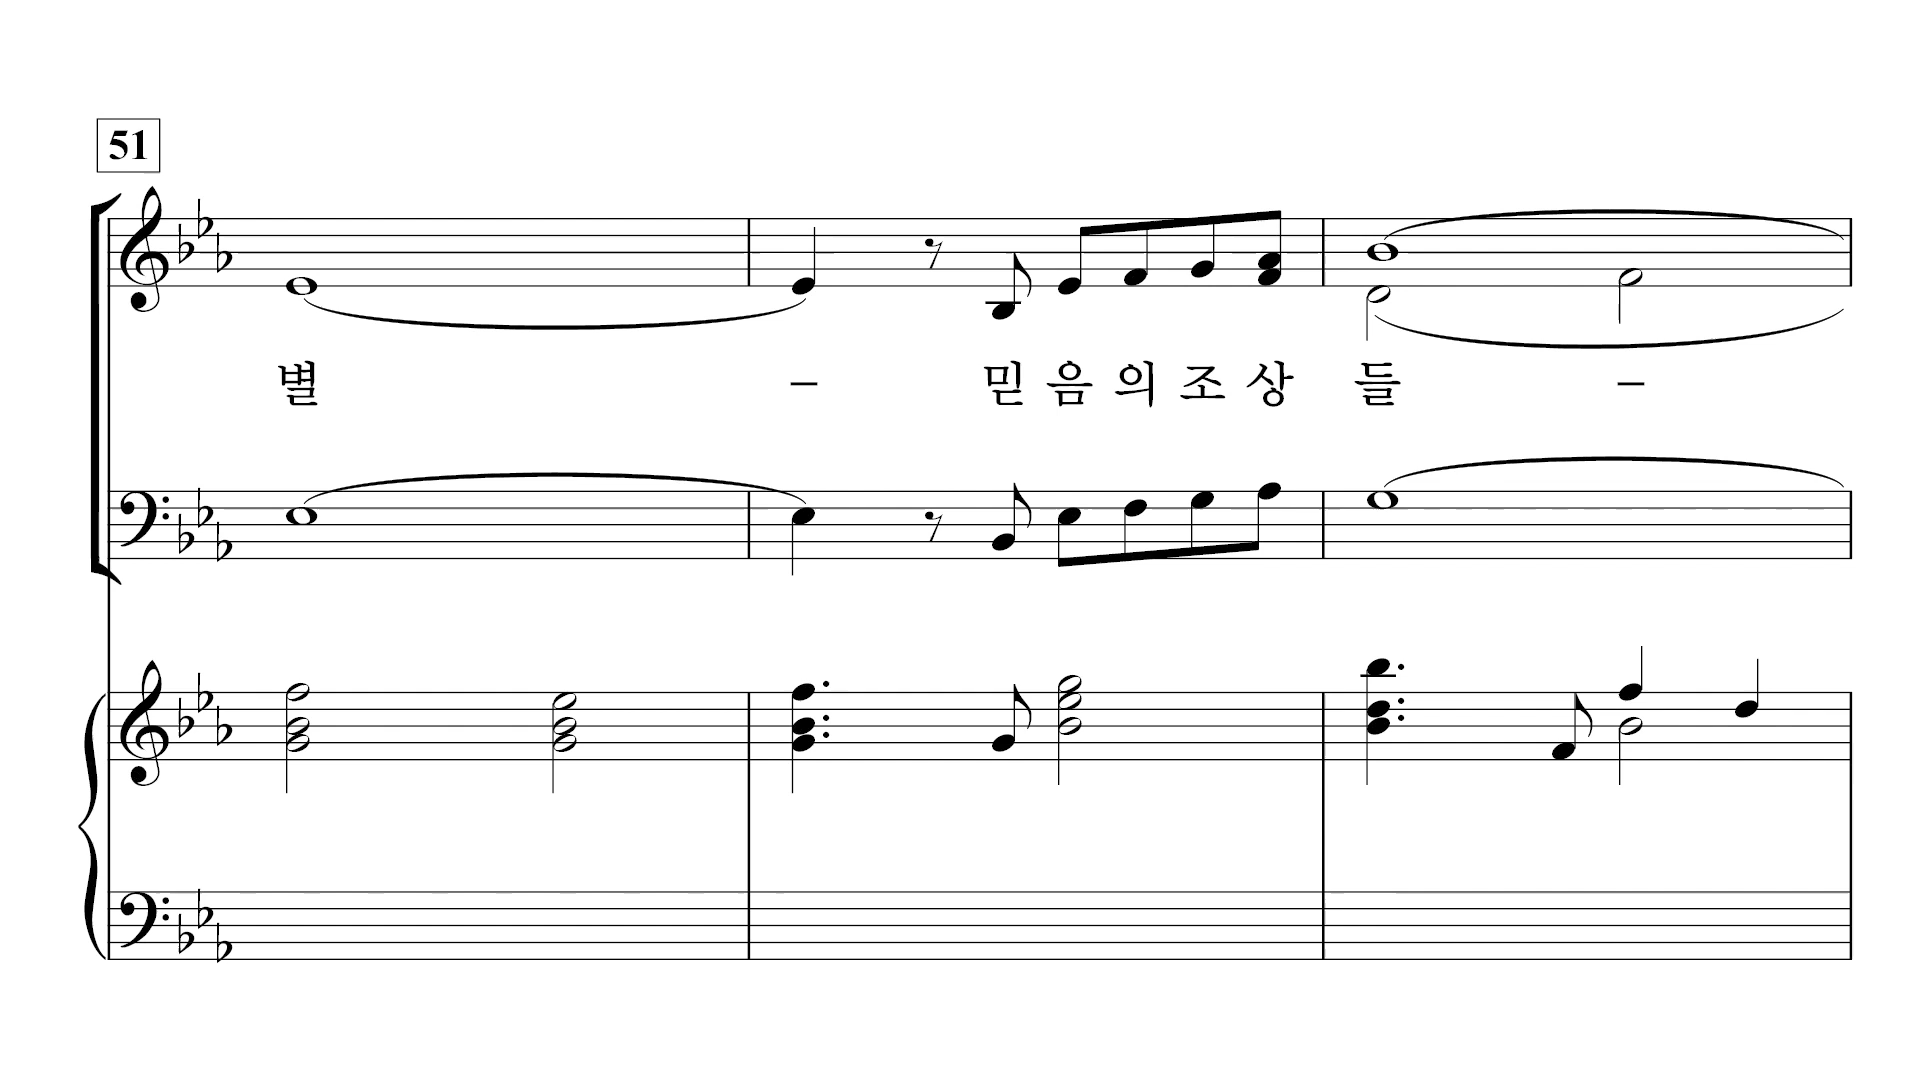 51
별 – 믿 음 의 조 상 들 –